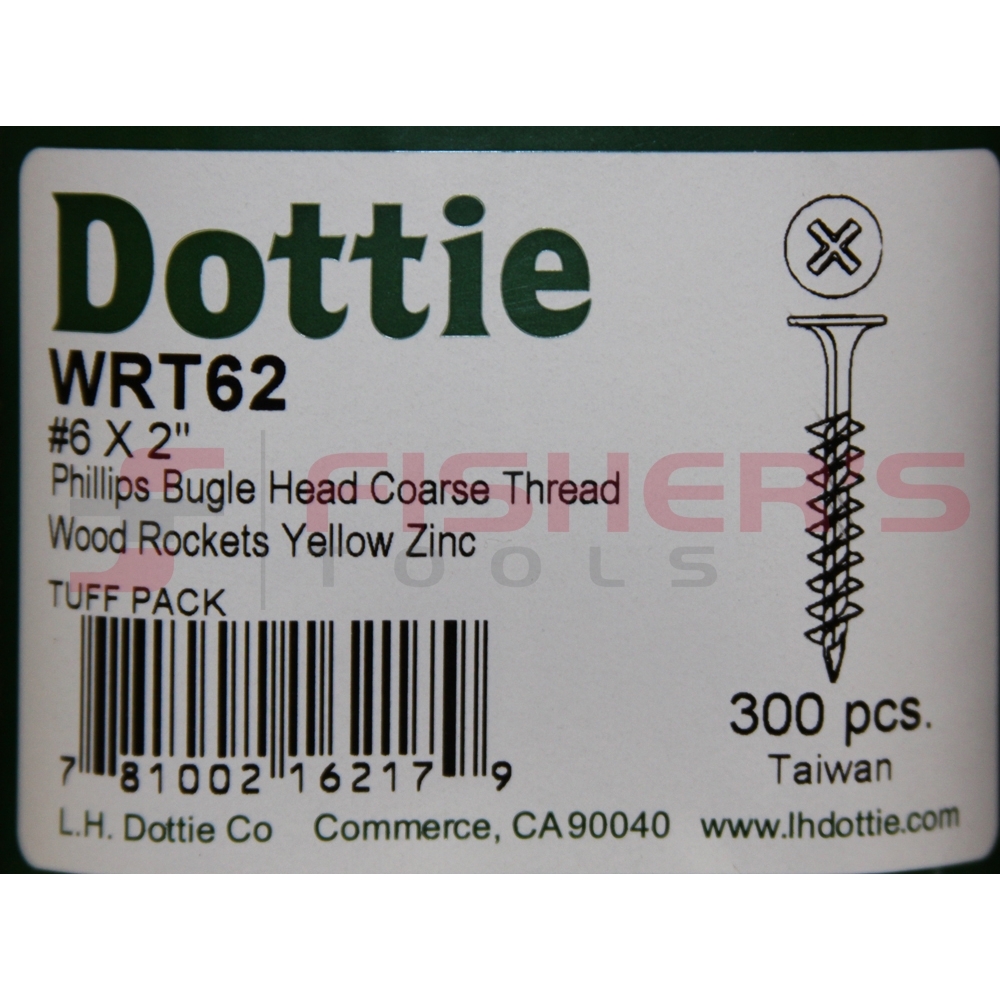 Dottie
WRT62
#6 X 2"
Phillips Bugle Head Coarse Thread
Wood Rockets Yellow Zinc
FISHER'S
TOOLS
TUFF PACK
7 81002 16217 9
300 pcs.
Taiwan
L.H. Dottie Co Commerce, CA 90040 www.lhdottie.com